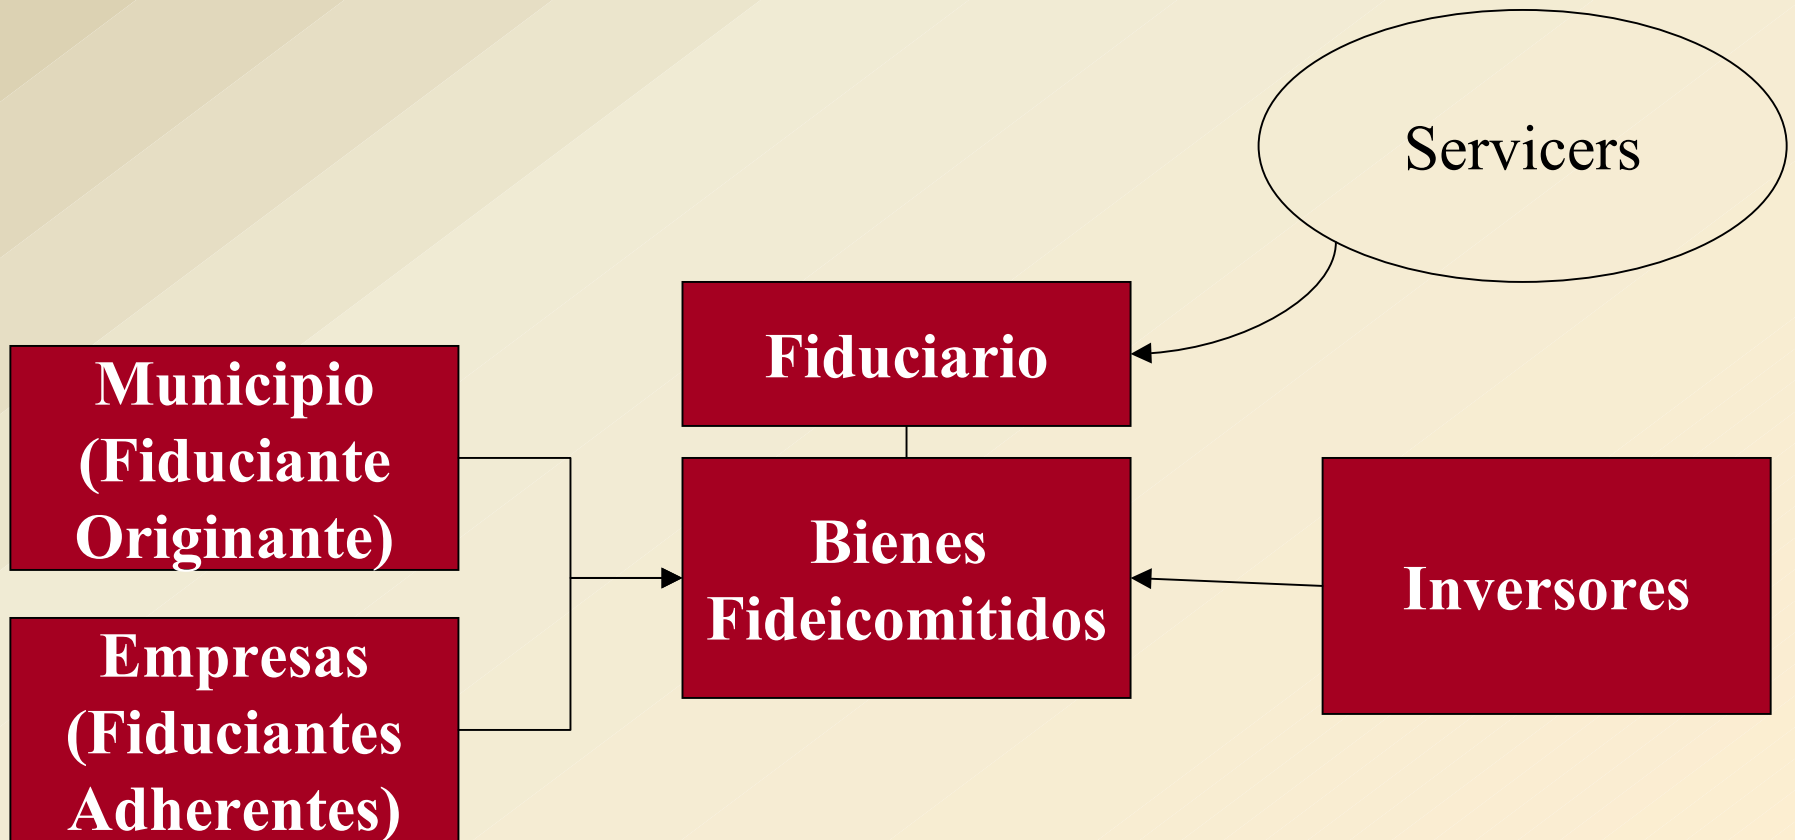 Servicers
Fiduciario
Municipio
(Fiduciante
Originante)
Bienes
Fideicomitidos
Inversores
Empresas
(Fiduciantes
Adherentes)